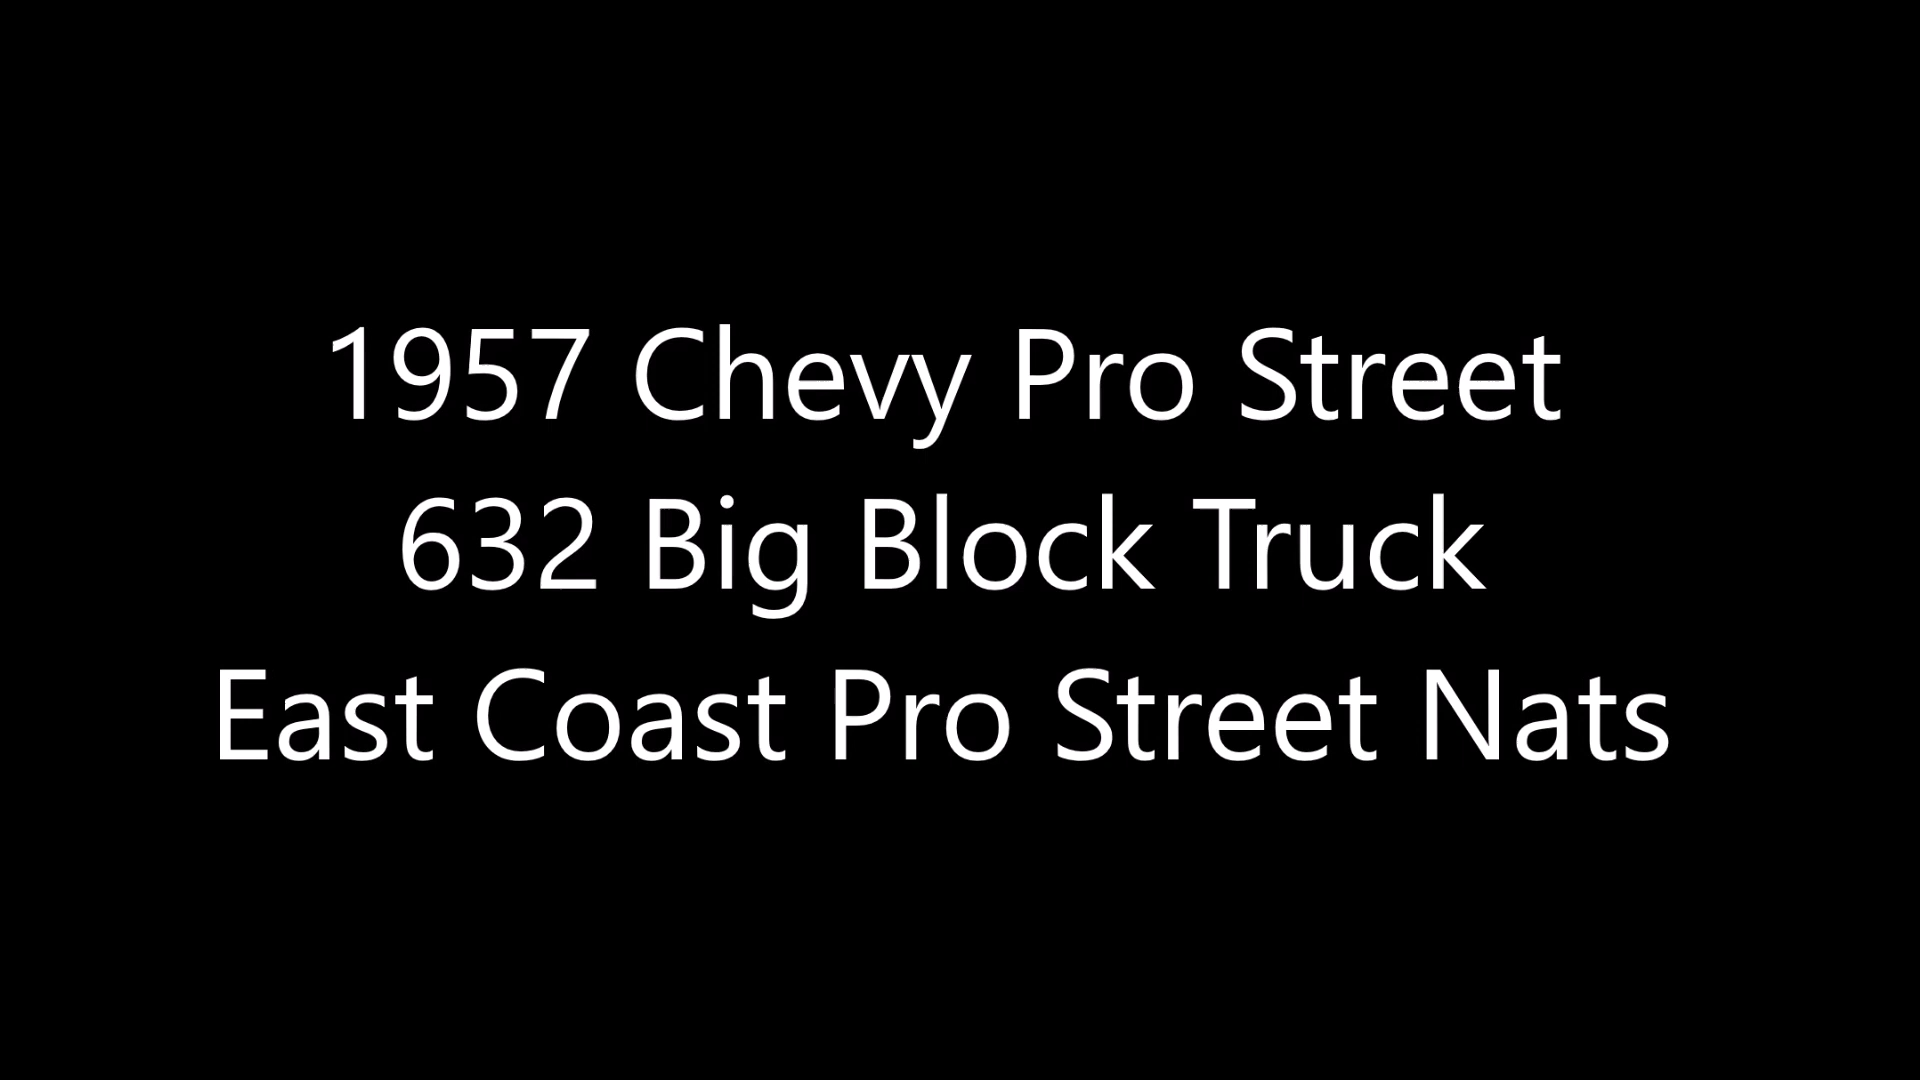 1957 Chevy Pro Street
632 Big Block Truck
East Coast Pro Street Nats